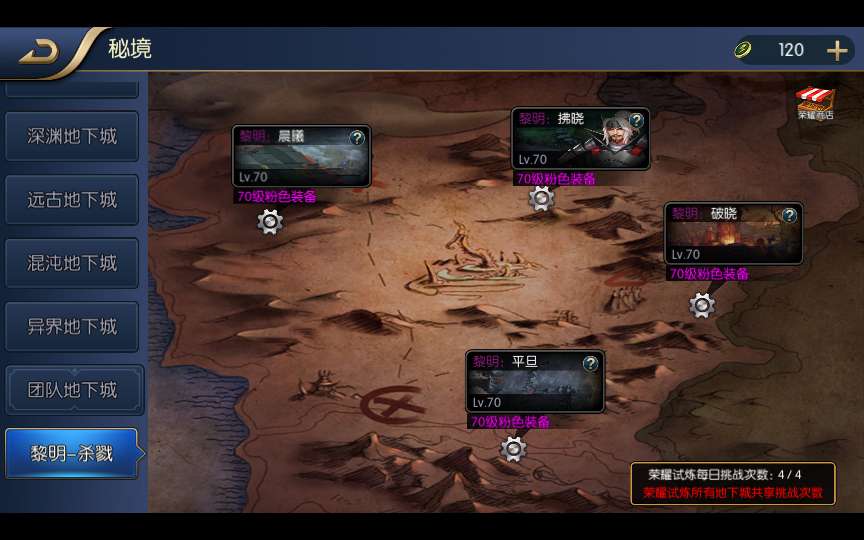 秘境
120
荣耀商店
深渊地下城
远古地下城
混沌地下城
异界地下城
团队地下城
黎明-杀戮
黎明: 晨曦
?
Lv.70
70级粉色装备
黎明: 拂晓
?
Lv.70
70级粉色装备
黎明: 破晓
?
Lv.70
70级粉色装备
黎明: 平旦
?
Lv.70
70级粉色装备
荣耀试炼每日挑战次数: 4/4
荣耀试炼所有地下城共享挑战次数